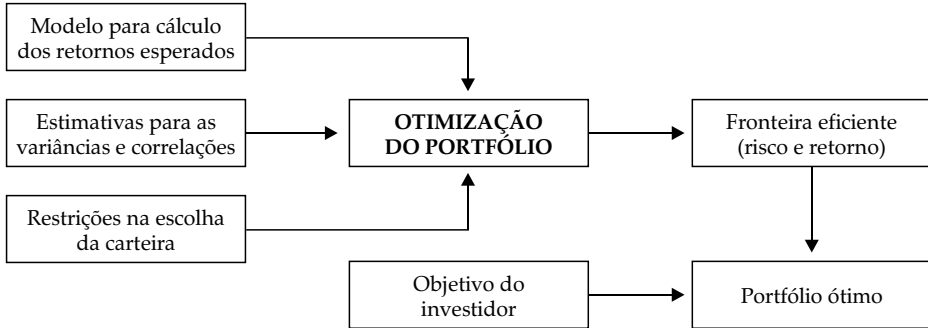 Modelo para cálculo
dos retornos esperados
Estimativas para as
variâncias e correlações
OTIMIZAÇÃO
DO PORTFÓLIO
Fronteira eficiente
(risco e retorno)
Restrições na escolha
da carteira
Objetivo do
investidor
Portfólio ótimo